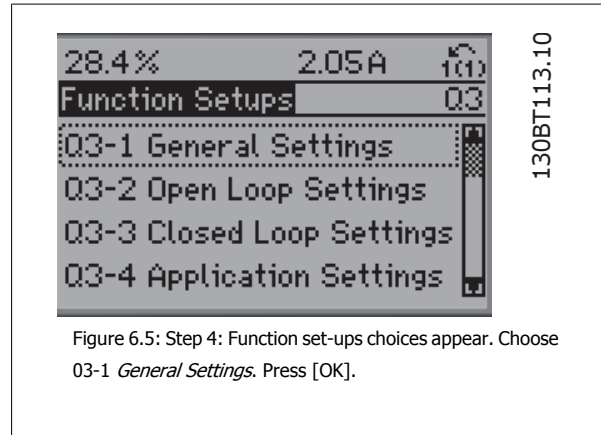 28.4% 2.05A 1(1)
Function Setups Q3
Q3-1 General Settings
Q3-2 Open Loop Settings
Q3-3 Closed Loop Settings
Q3-4 Application Settings
130BT113.10
Figure 6.5: Step 4: Function set-ups choices appear. Choose
03-1 General Settings. Press [OK].